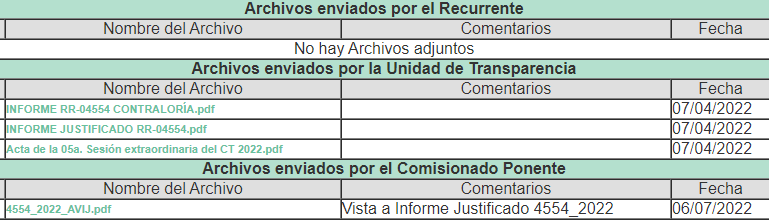 Archivos enviados por el Recurrente
Nombre del Archivo Comentarios Fecha
No hay Archivos adjuntos
Archivos enviados por la Unidad de Transparencia
Nombre del Archivo Comentarios Fecha
INFORME RR-04554 CONTRALORÍA.pdf 07/04/2022
INFORME JUSTIFICADO RR-04554.pdf 07/04/2022
Acta de la 05a. Sesión extraordinaria del CT 2022.pdf 07/04/2022
Archivos enviados por el Comisionado Ponente
Nombre del Archivo Comentarios Fecha
4554_2022_AVIJ.pdf Vista a Informe Justificado 4554_2022 06/07/2022